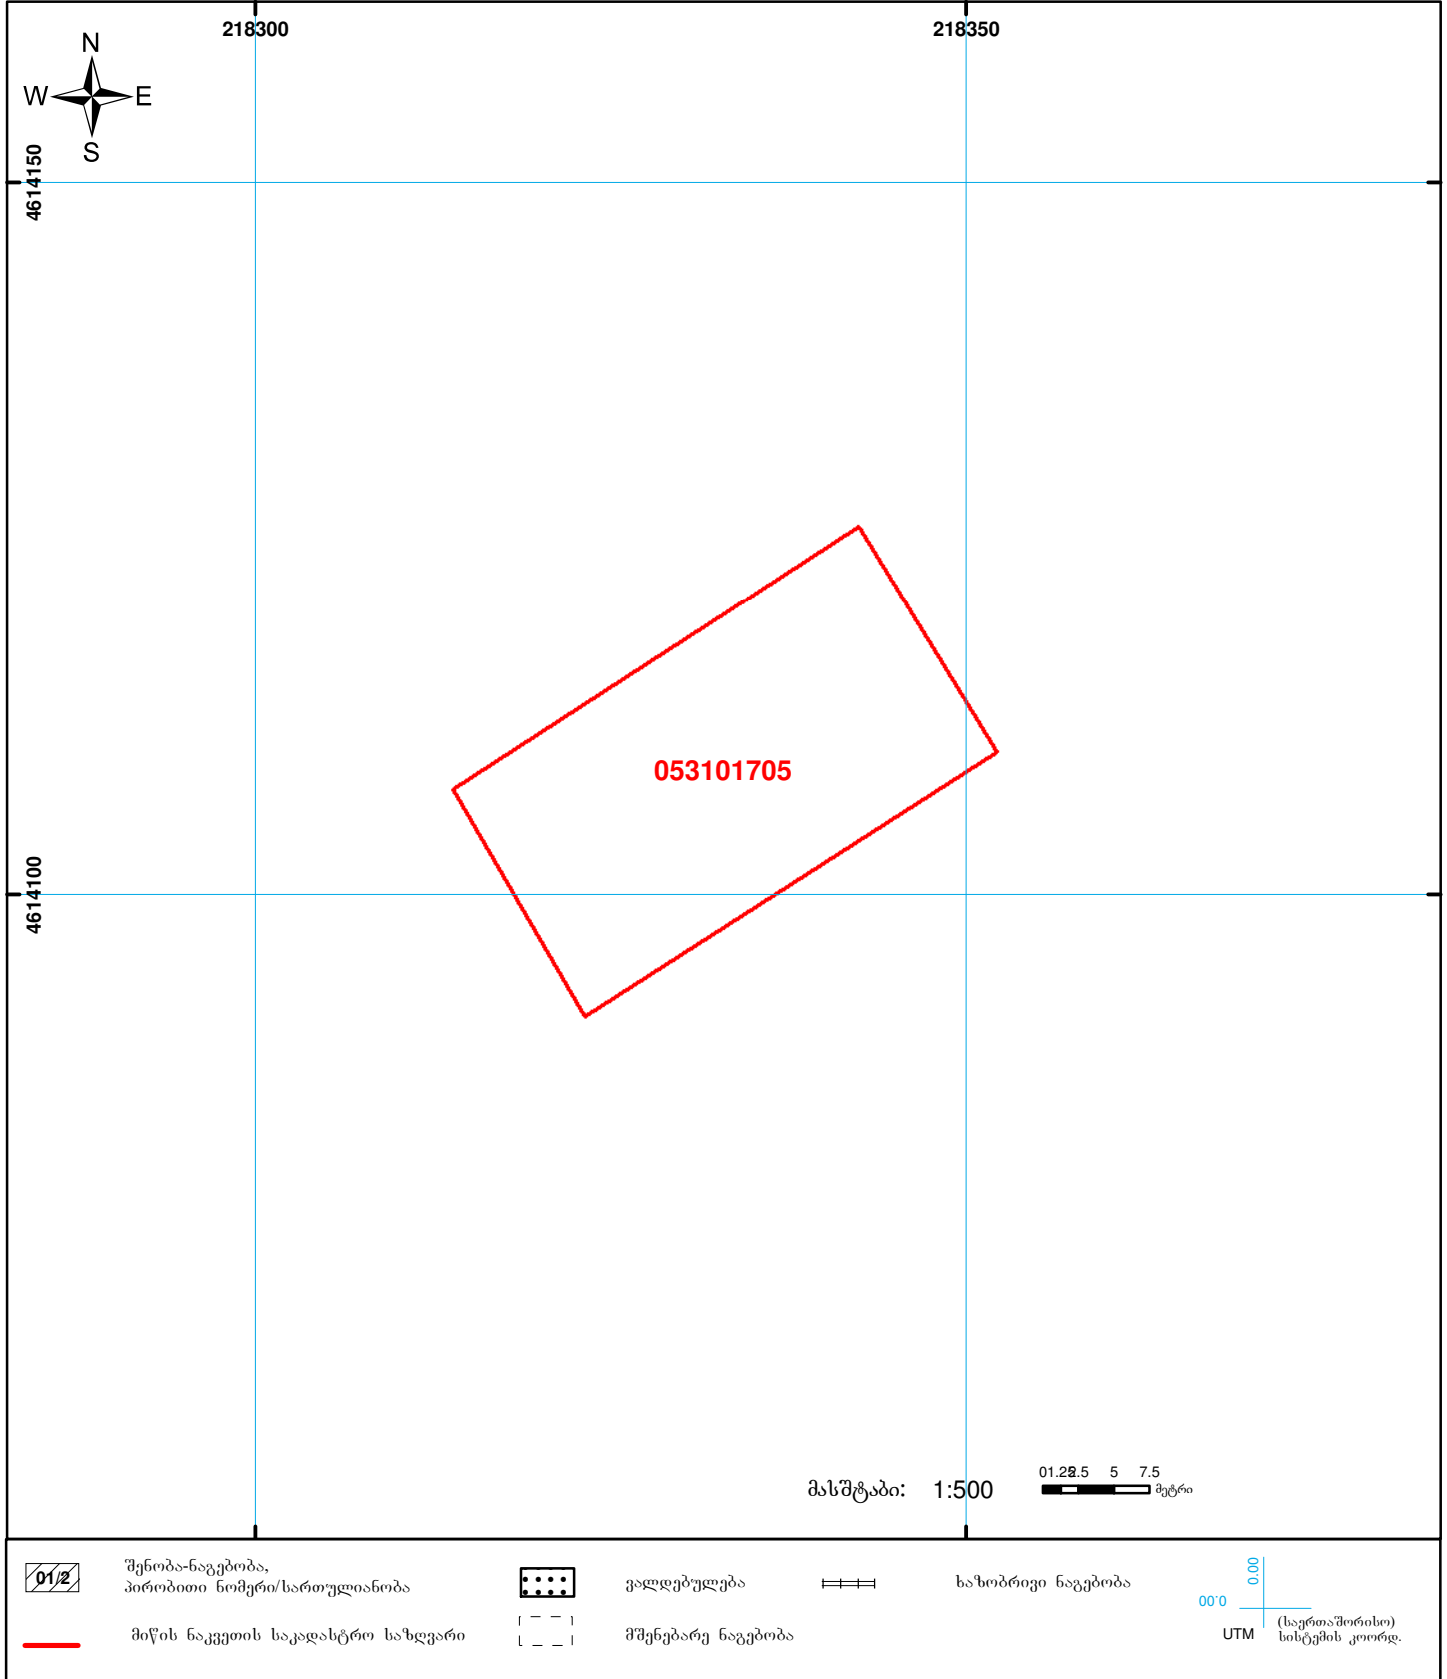 218300
218350
N
W
E
S
4614150
053101705
4614100
მასშტაბი: 1:500
01.252.5 5 7.5
მეტრი
01/2
შენობა-ნაგებობა,
პირობითი ნომერი/სართულიანობა
ვალდებულება
ხაზობრივი ნაგებობა
მიწის ნაკვეთის საკადასტრო საზღვარი
მშენებარე ნაგებობა
00.0
00.0
UTM
(საერთაშორისო)
სისტემის კოორდ.